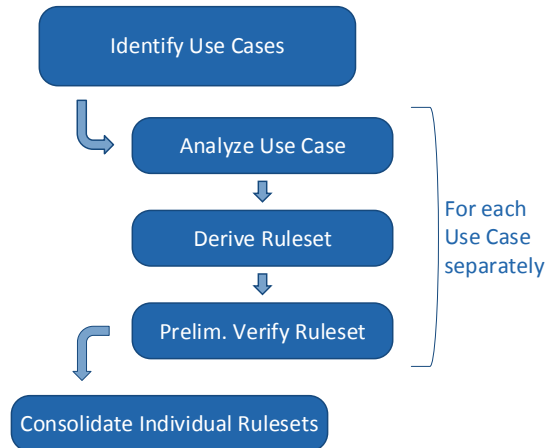 Identify Use Cases
Analyze Use Case
Derive Ruleset
For each
Use Case
separately
Prelim. Verify Ruleset
Consolidate Individual Rulesets